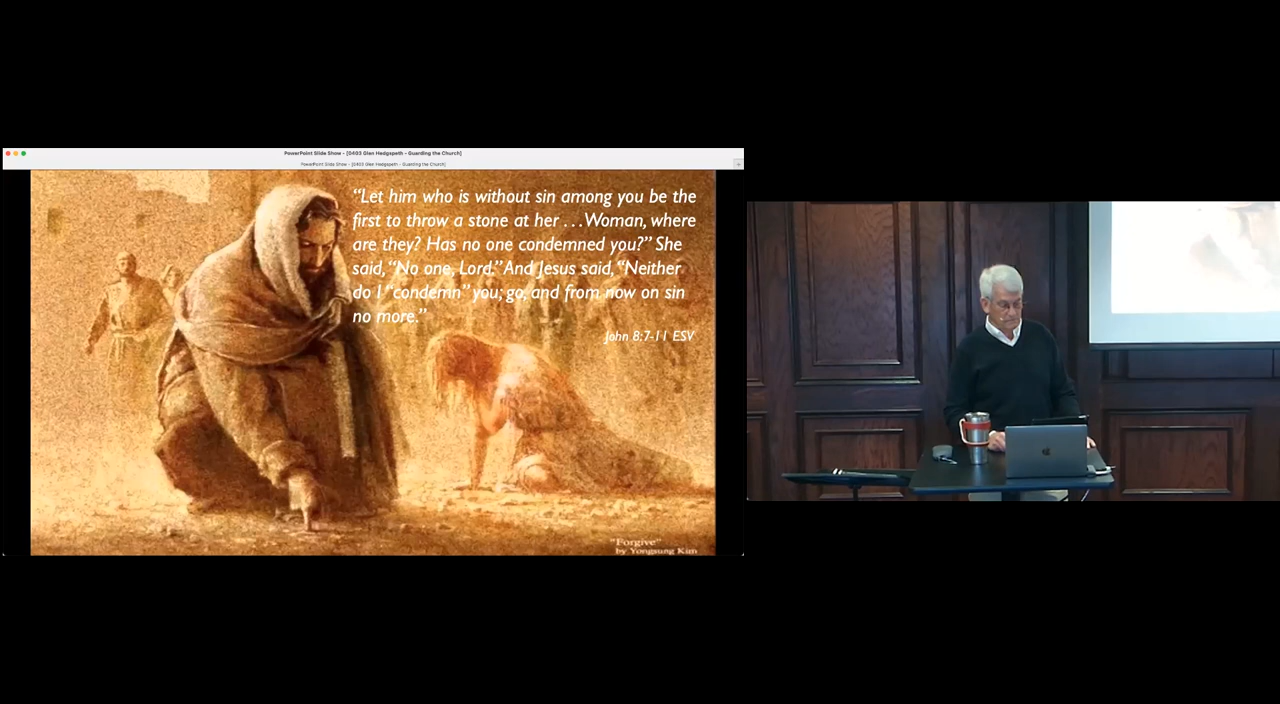 PowerPoint Slide Show - [0403 Glen Hedgspeth - Guarding the Church]
PowerPoint Slide Show - [0403 Glen Hedgspeth - Guarding the Church]
“Let him who is without sin among you be the
first to throw a stone at her . . .Woman, where
are they? Has no one condemned you?” She
said, “No one, Lord.” And Jesus said, “Neither
do I “condemn” you; go, and from now on sin
no more.”
John 8:7-11 ESV
"Forgive"
by Yongsung Kim